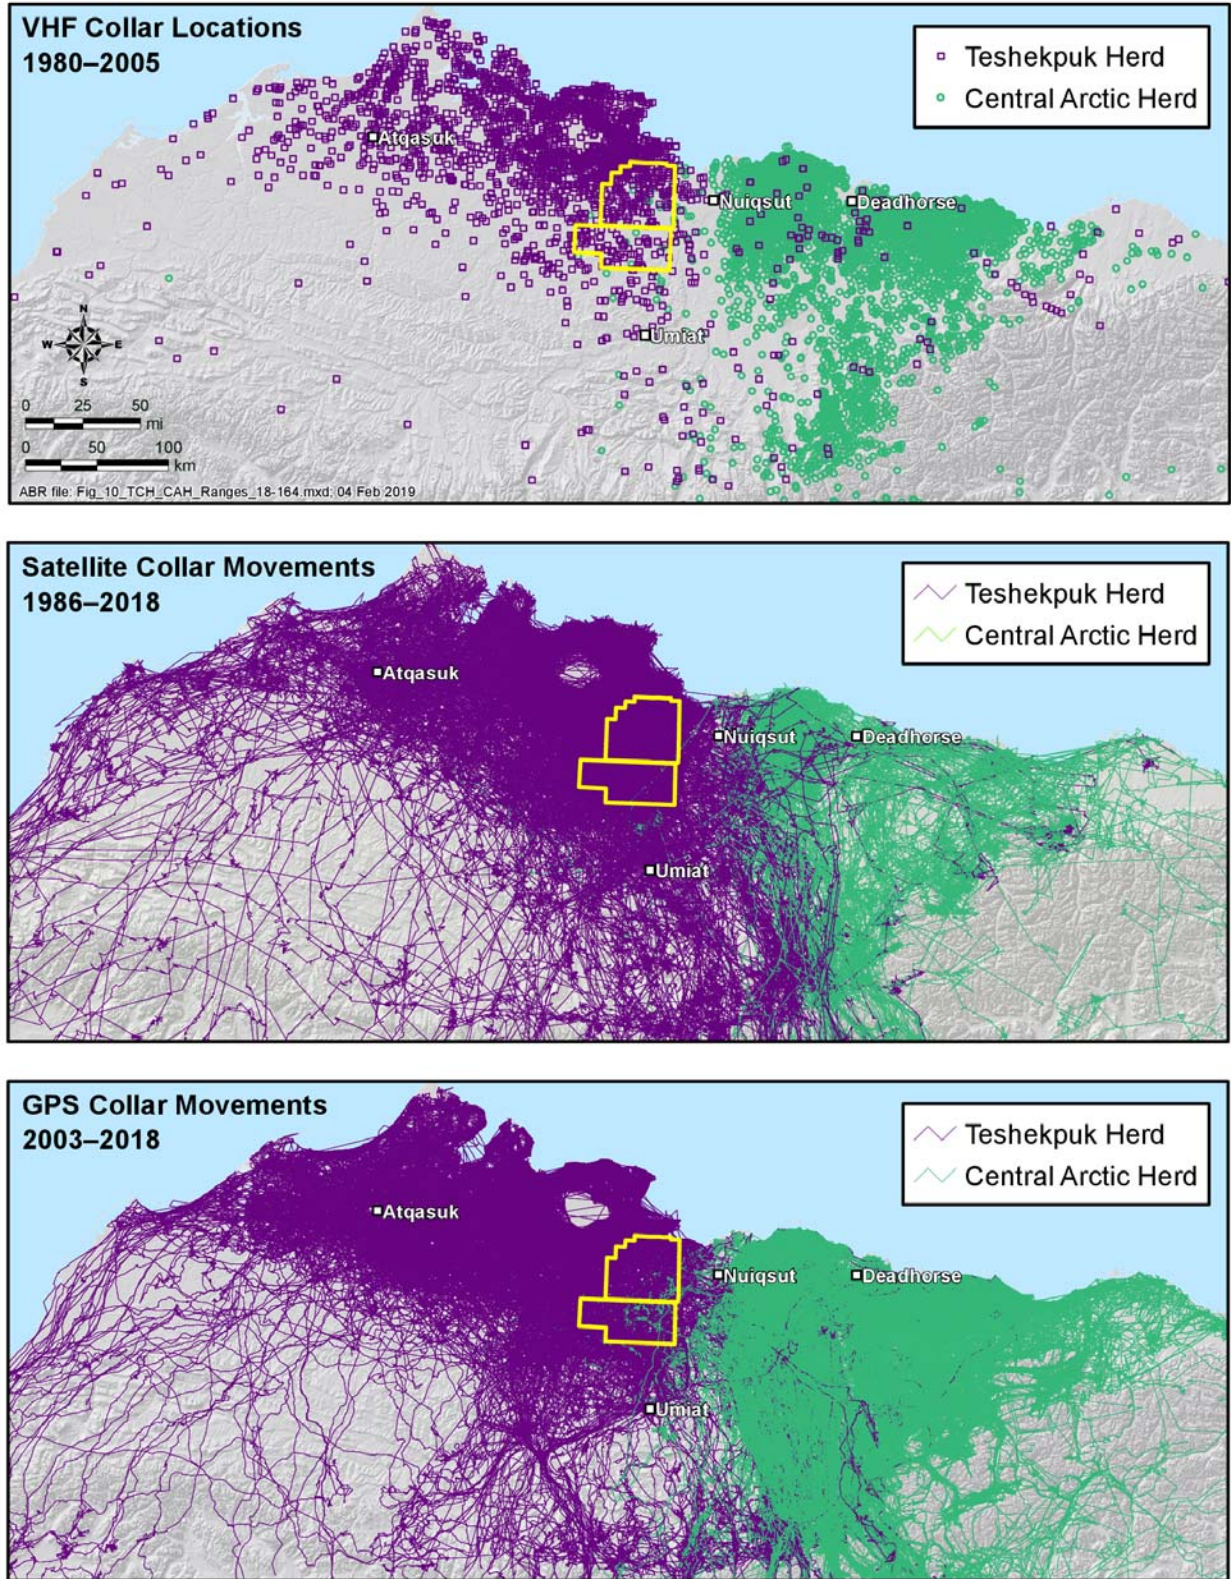 VHF Collar Locations
1980–2005
Teshekpuk Herd
Central Arctic Herd
Atqasuk
Nuiqsut
Deadhorse
Umiat
N
W E
S
0 25 50
mi
0 50 100
km
ABR file: Fig_10_TCH_CAH_Ranges_18-164.mxd; 04 Feb 2019
Satellite Collar Movements
1986–2018
Teshekpuk Herd
Central Arctic Herd
Atqasuk
Nuiqsut
Deadhorse
Umiat
GPS Collar Movements
2003–2018
Teshekpuk Herd
Central Arctic Herd
Atqasuk
Nuiqsut
Deadhorse
Umiat